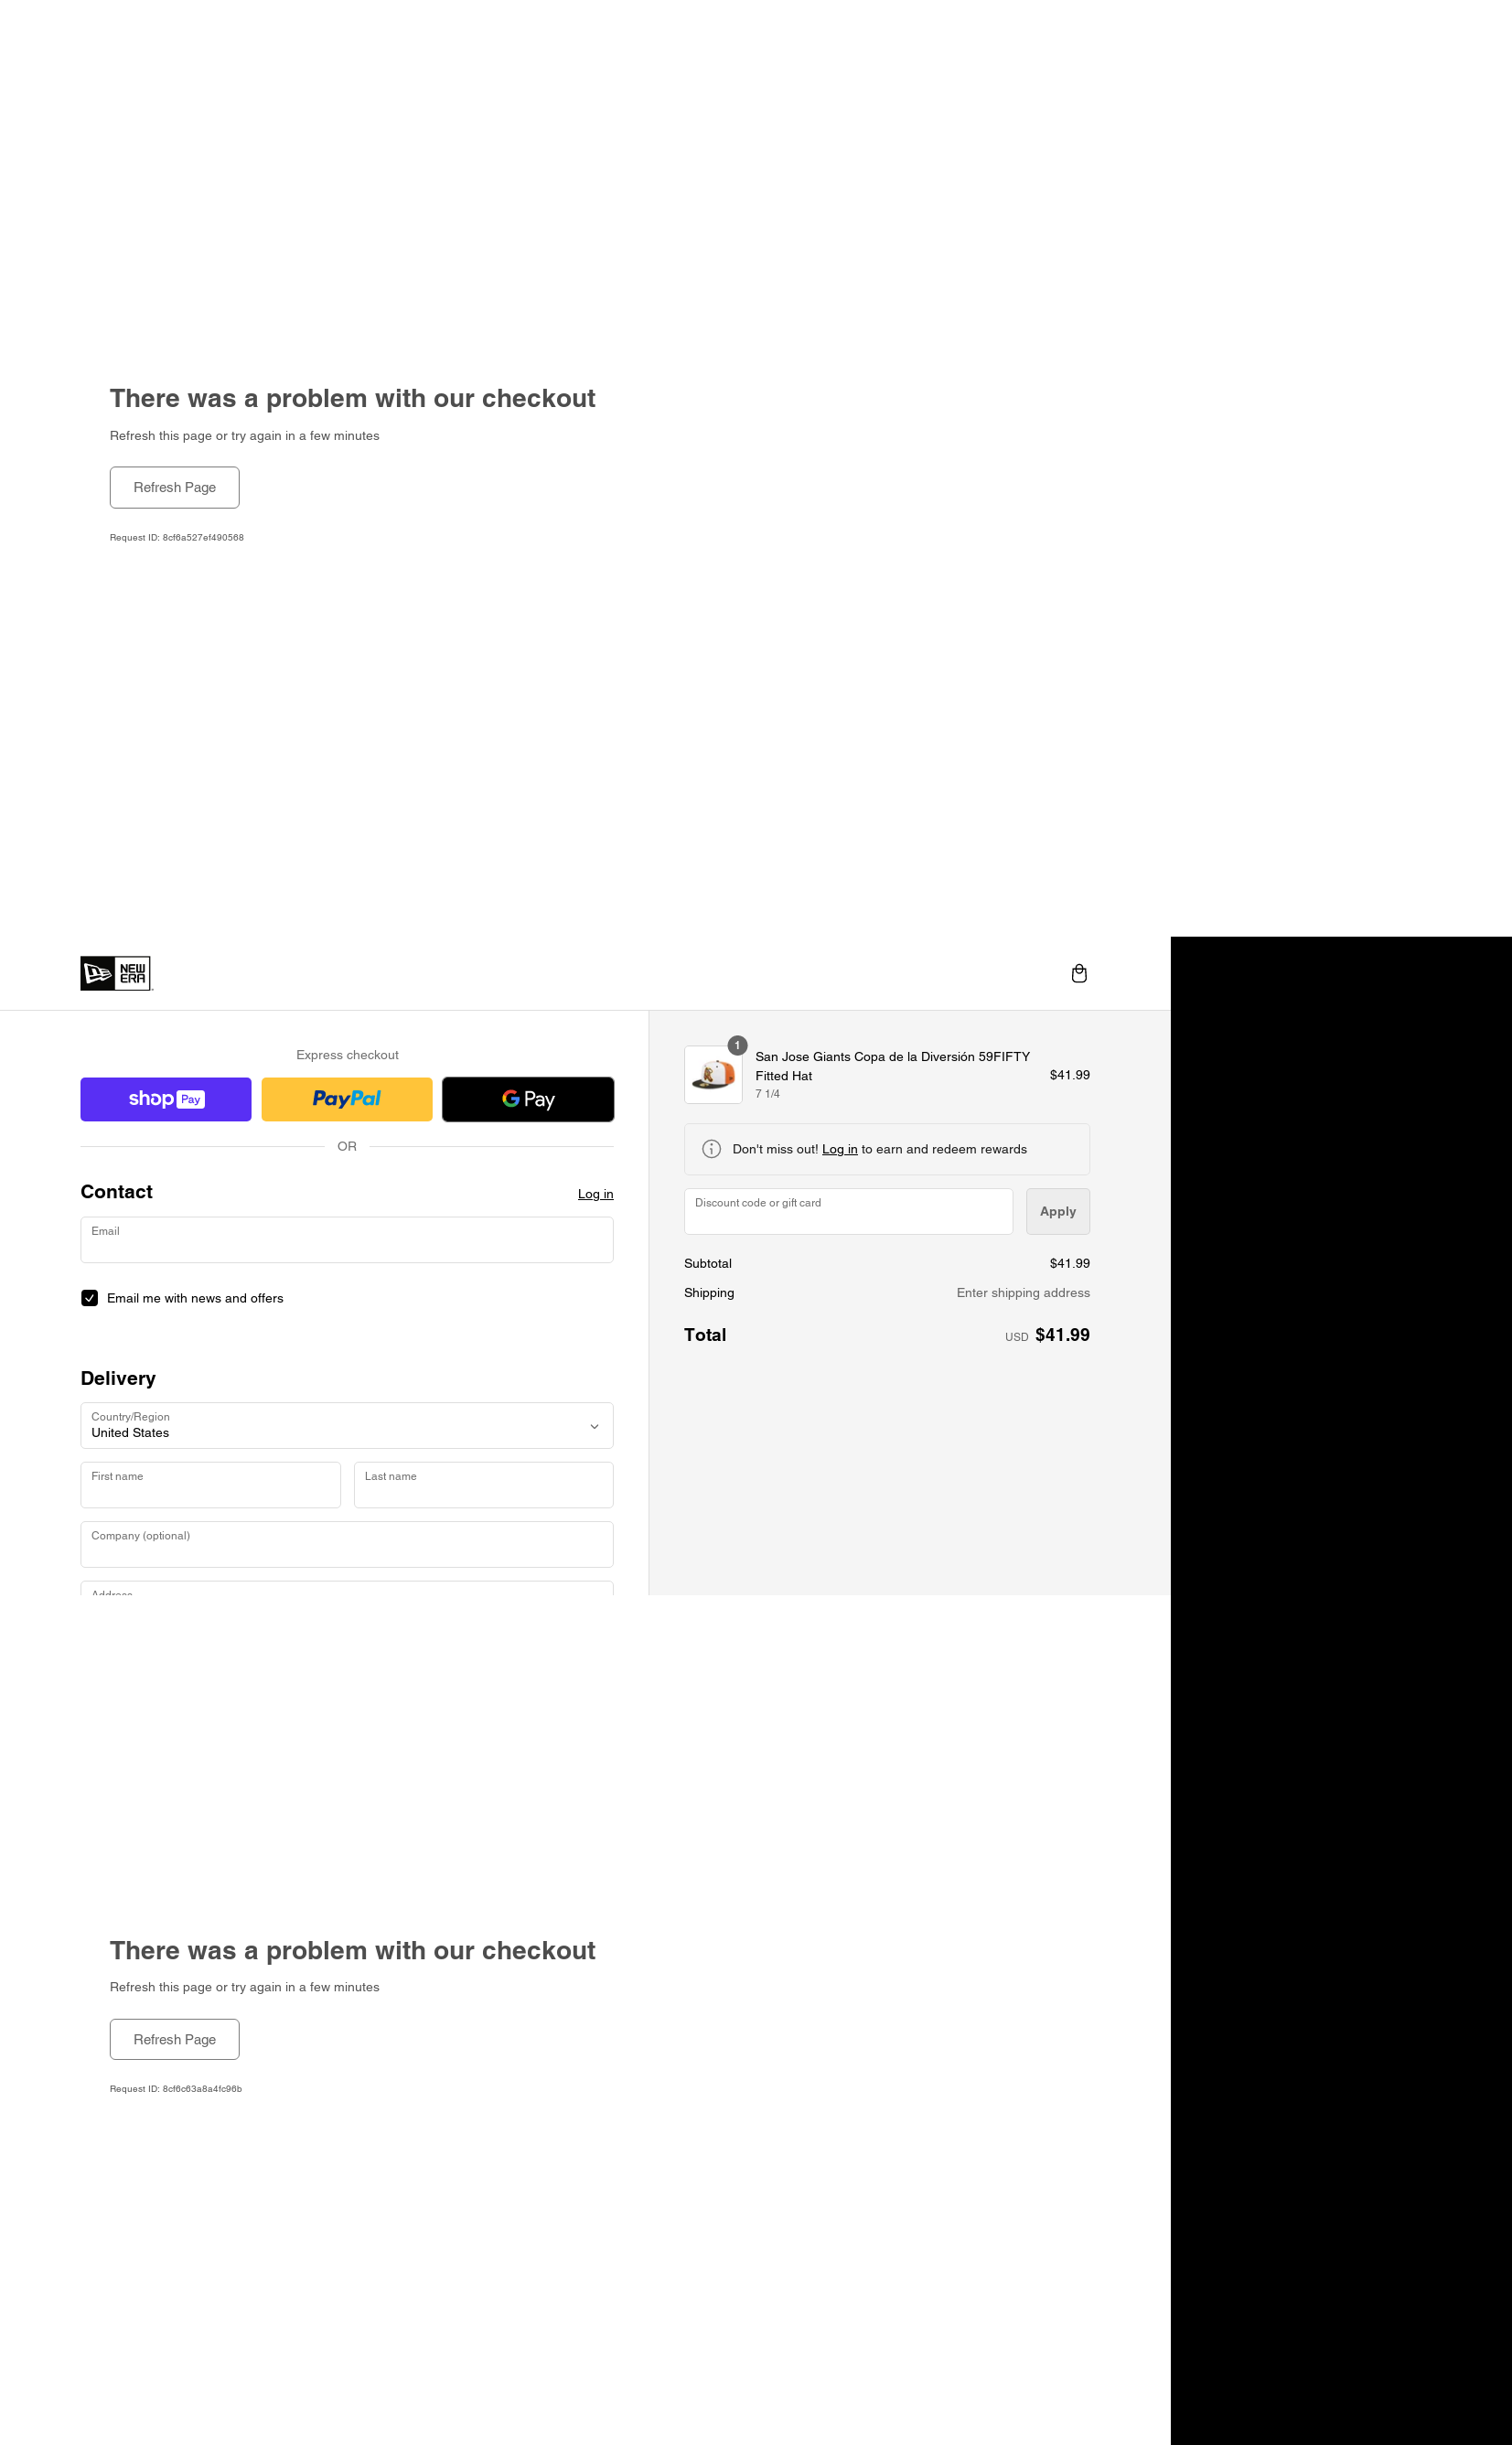 There was a problem with our checkout
Refresh this page or try again in a few minutes
Refresh Page
Request ID: 8cf6a527ef490568
NEW
ERA
Express checkout
shop Pay
PayPal
G Pay
OR
Contact
Log in
Email
Email me with news and offers
Delivery
Country/Region
United States
First name
Last name
Company (optional)
Address
1
San Jose Giants Copa de la Diversión 59FIFTY
Fitted Hat
$41.99
7 1/4
Don't miss out! Log in to earn and redeem rewards
Discount code or gift card
Apply
Subtotal
$41.99
Shipping
Enter shipping address
Total
USD $41.99
There was a problem with our checkout
Refresh this page or try again in a few minutes
Refresh Page
Request ID: 8cf6c63a8a4fc96b